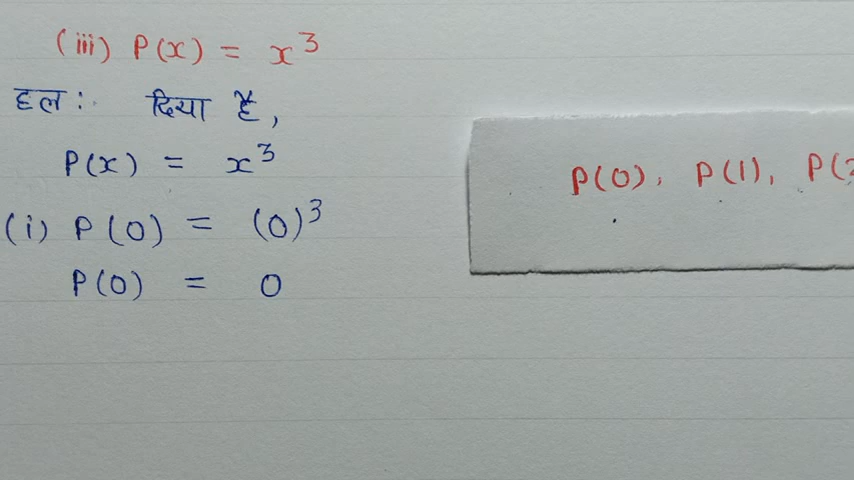 (iii) P(x) = x³
हल: दिया है,
P(x) = x³
(i) P(0) = (0)³
P(0) = 0
P(0), P(1),